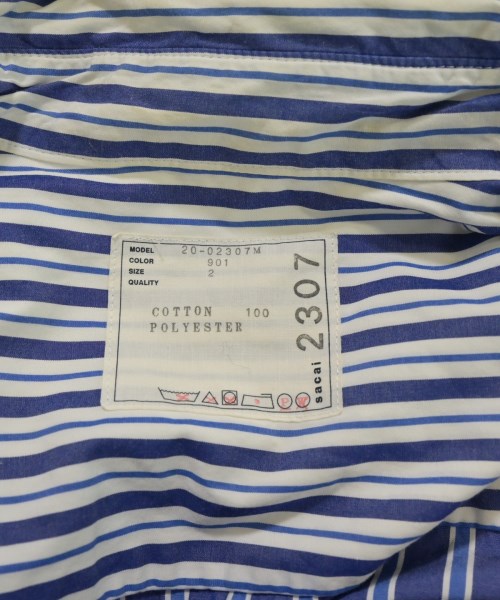 MODEL 20-02307M
COLOR 901
SIZE 2
QUALITY
COTTON 100
POLYESTER
sacai 2307